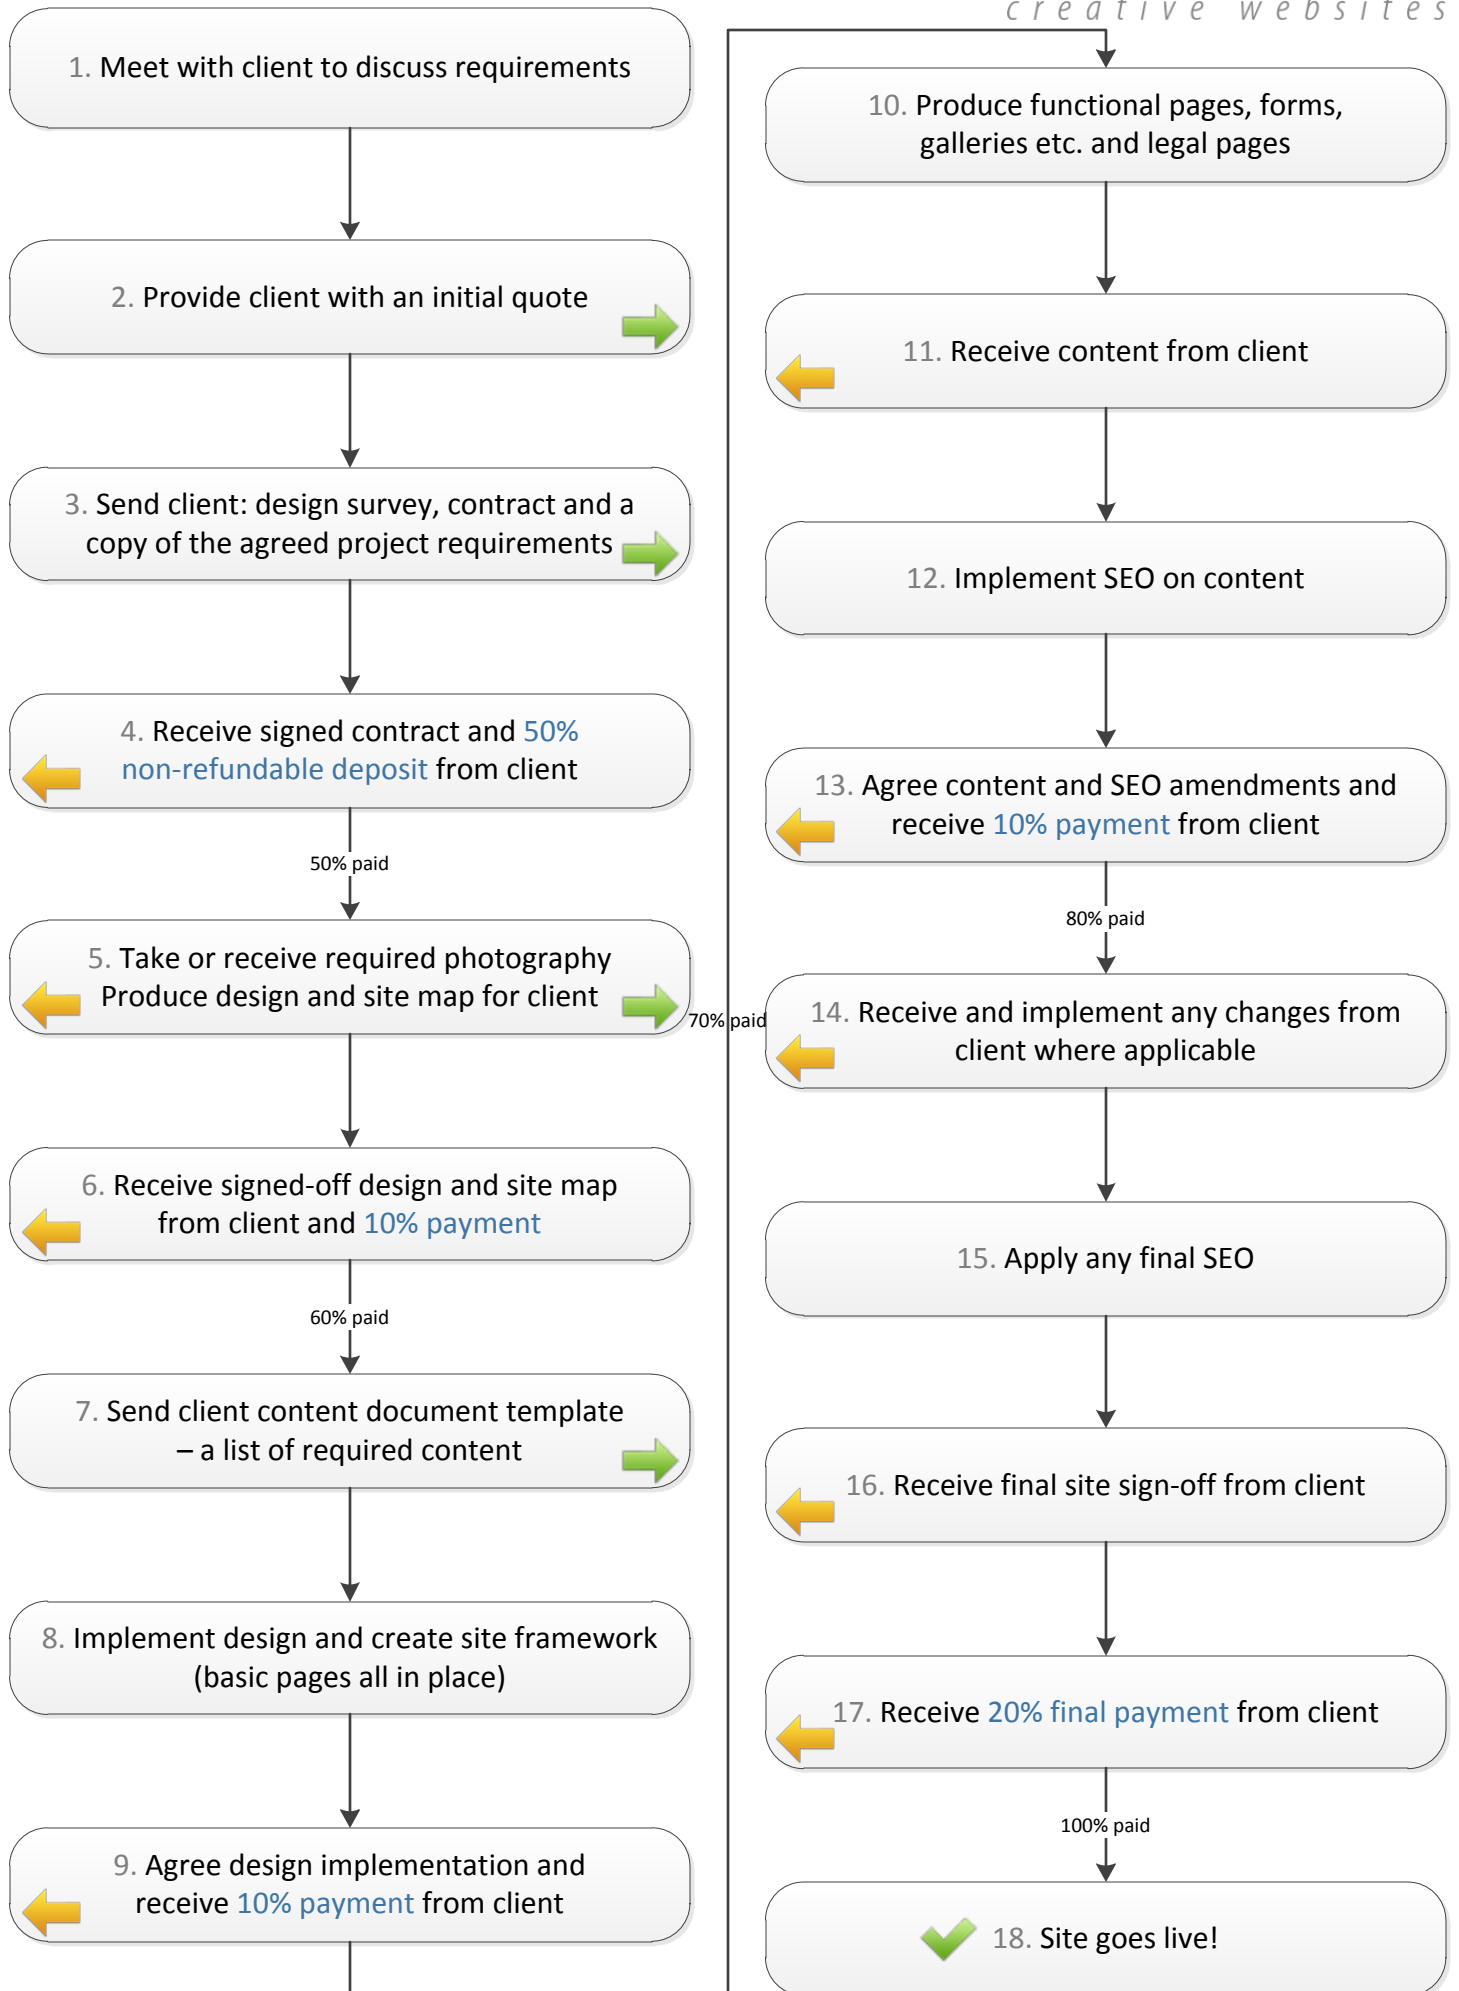 creative websites
1. Meet with client to discuss requirements
2. Provide client with an initial quote
3. Send client: design survey, contract and a
copy of the agreed project requirements
4. Receive signed contract and 50%
non-refundable deposit from client
50% paid
5. Take or receive required photography
Produce design and site map for client
6. Receive signed-off design and site map
from client and 10% payment
60% paid
7. Send client content document template
– a list of required content
8. Implement design and create site framework
(basic pages all in place)
9. Agree design implementation and
receive 10% payment from client
70% paid
10. Produce functional pages, forms,
galleries etc. and legal pages
11. Receive content from client
12. Implement SEO on content
13. Agree content and SEO amendments and
receive 10% payment from client
80% paid
14. Receive and implement any changes from
client where applicable
15. Apply any final SEO
16. Receive final site sign-off from client
17. Receive 20% final payment from client
100% paid
18. Site goes live!